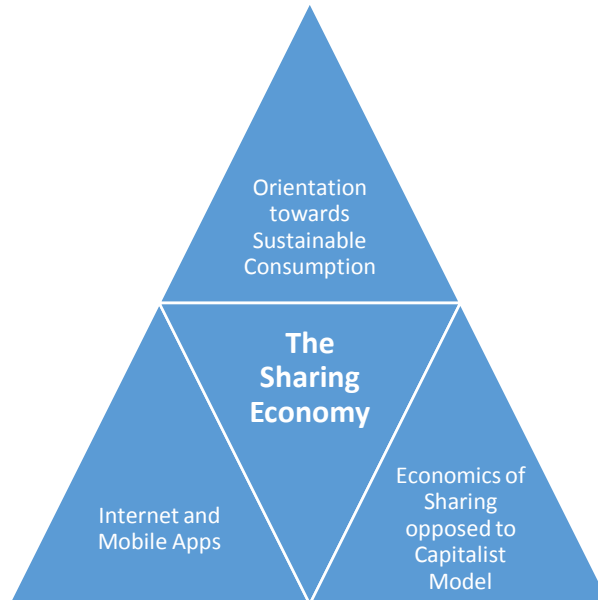 Orientation
towards
Sustainable
Consumption
The
Sharing
Economy
Internet and
Mobile Apps
Economics of
Sharing
opposed to
Capitalist
Model